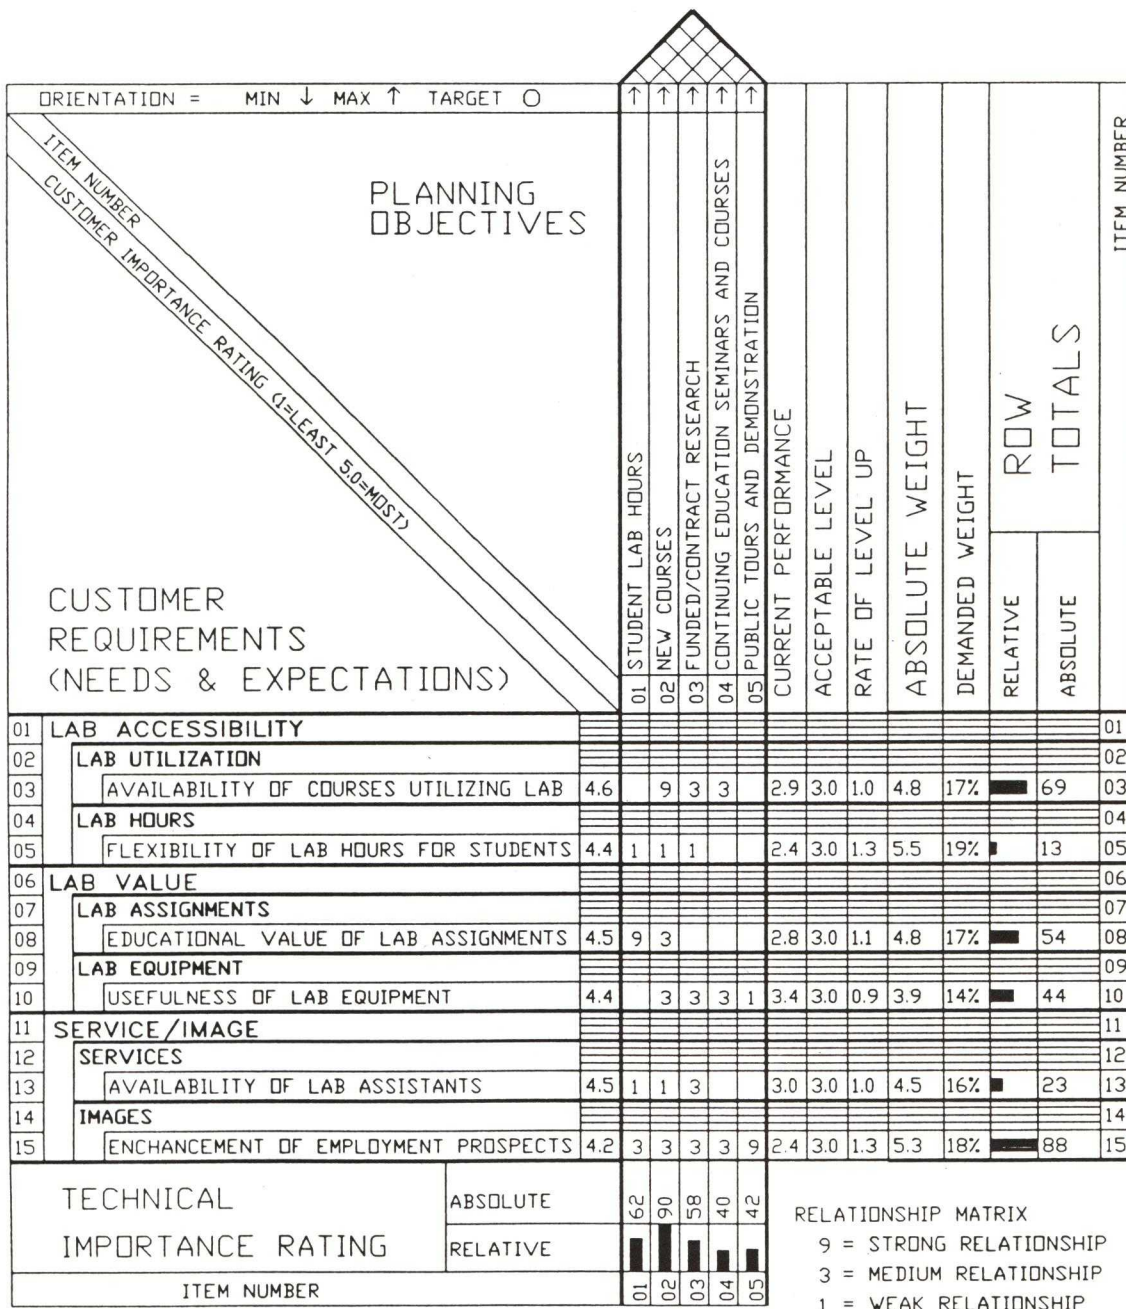 ORIENTATION = MIN ↓ MAX ↑ TARGET O ↑ ↑ ↑ ↑ ↑
ITEM NUMBER
CUSTOMER IMPORTANCE RATING (1=LEAST 5.0=MOST)
PLANNING
OBJECTIVES
CUSTOMER
REQUIREMENTS
(NEEDS & EXPECTATIONS)
01 STUDENT LAB HOURS
02 NEW COURSES
03 FUNDED/CONTRACT RESEARCH
04 CONTINUING EDUCATION SEMINARS AND COURSES
05 PUBLIC TOURS AND DEMONSTRATION
CURRENT PERFORMANCE
ACCEPTABLE LEVEL
RATE OF LEVEL UP
ABSOLUTE WEIGHT
DEMANDED WEIGHT
ROW
TOTALS
RELATIVE
ABSOLUTE
ITEM NUMBER
01 LAB ACCESSIBILITY 01
02 LAB UTILIZATION 02
03 AVAILABILITY OF COURSES UTILIZING LAB 4.6 9 3 3 2.9 3.0 1.0 4.8 17% 69 03
04 LAB HOURS 04
05 FLEXIBILITY OF LAB HOURS FOR STUDENTS 4.4 1 1 1 2.4 3.0 1.3 5.5 19% 13 05
06 LAB VALUE 06
07 LAB ASSIGNMENTS 07
08 EDUCATIONAL VALUE OF LAB ASSIGNMENTS 4.5 9 3 2.8 3.0 1.1 4.8 17% 54 08
09 LAB EQUIPMENT 09
10 USEFULNESS OF LAB EQUIPMENT 4.4 3 3 3 1 3.4 3.0 0.9 3.9 14% 44 10
11 SERVICE/IMAGE 11
12 SERVICES 12
13 AVAILABILITY OF LAB ASSISTANTS 4.5 1 1 3 3.0 3.0 1.0 4.5 16% 23 13
14 IMAGES 14
15 ENCHANCEMENT OF EMPLOYMENT PROSPECTS 4.2 3 3 3 3 9 2.4 3.0 1.3 5.3 18% 88 15
TECHNICAL
IMPORTANCE RATING
ABSOLUTE 62 90 58 40 42
RELATIVE
ITEM NUMBER 01 02 03 04 05
RELATIONSHIP MATRIX
9 = STRONG RELATIONSHIP
3 = MEDIUM RELATIONSHIP
1 = WEAK RELATIONSHIP